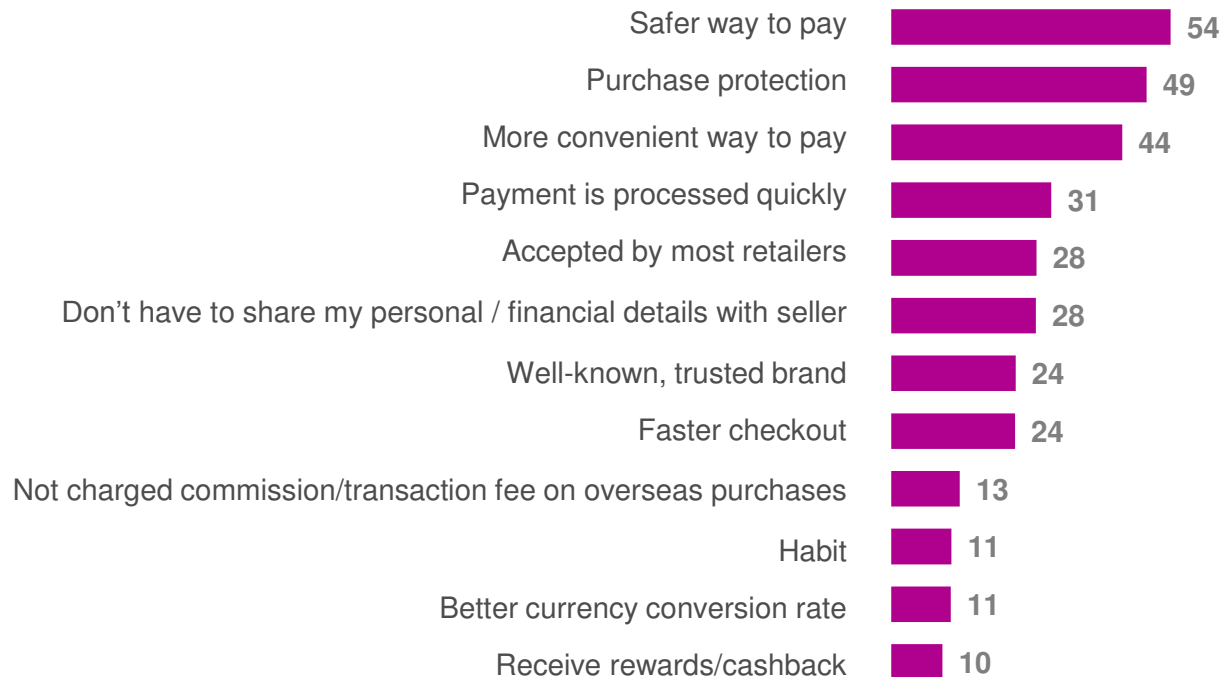 Safer way to pay 54
Purchase protection 49
More convenient way to pay 44
Payment is processed quickly 31
Accepted by most retailers 28
Don’t have to share my personal / financial details with seller 28
Well-known, trusted brand 24
Faster checkout 24
Not charged commission/transaction fee on overseas purchases 13
Habit 11
Better currency conversion rate 11
Receive rewards/cashback 10